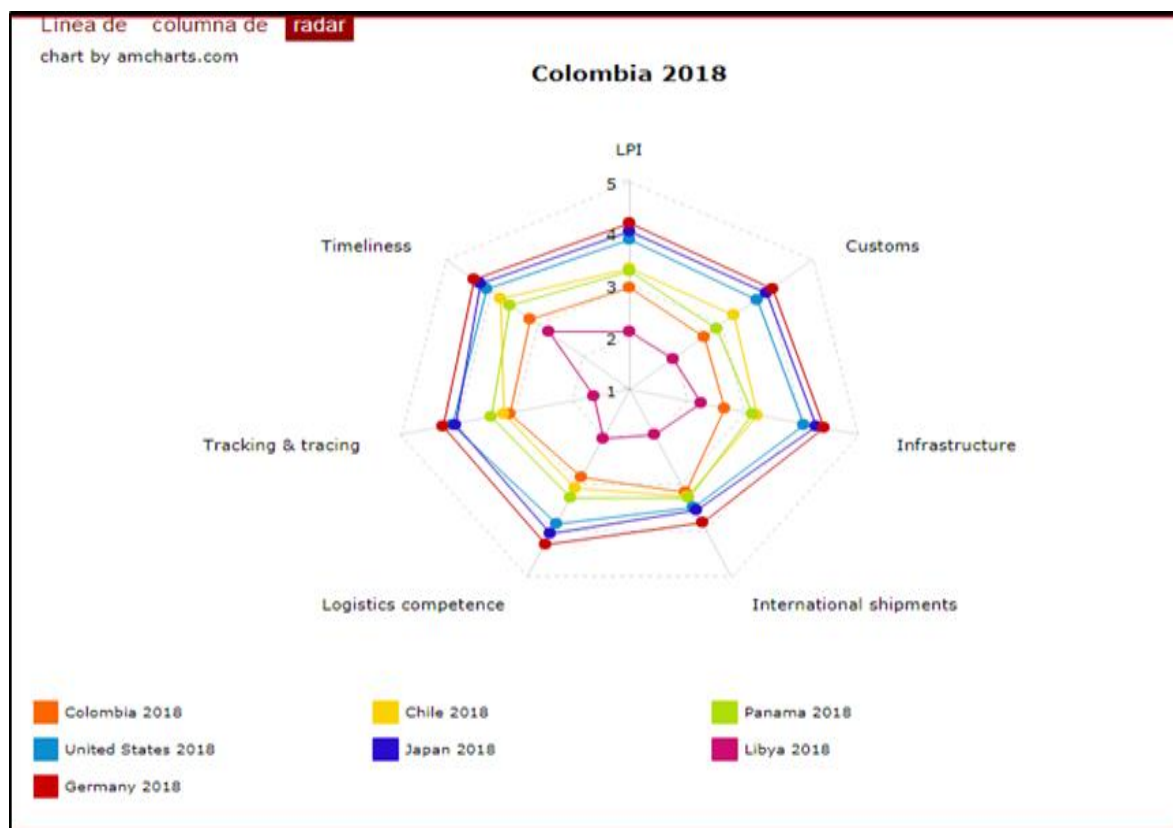 Linea de columna de radar
chart by amcharts.com
Colombia 2018
LPI
5
4
3
2
1
Timeliness
Customs
Tracking & tracing
Infrastructure
Logistics competence
International shipments
Colombia 2018
Chile 2018
Panama 2018
United States 2018
Japan 2018
Libya 2018
Germany 2018